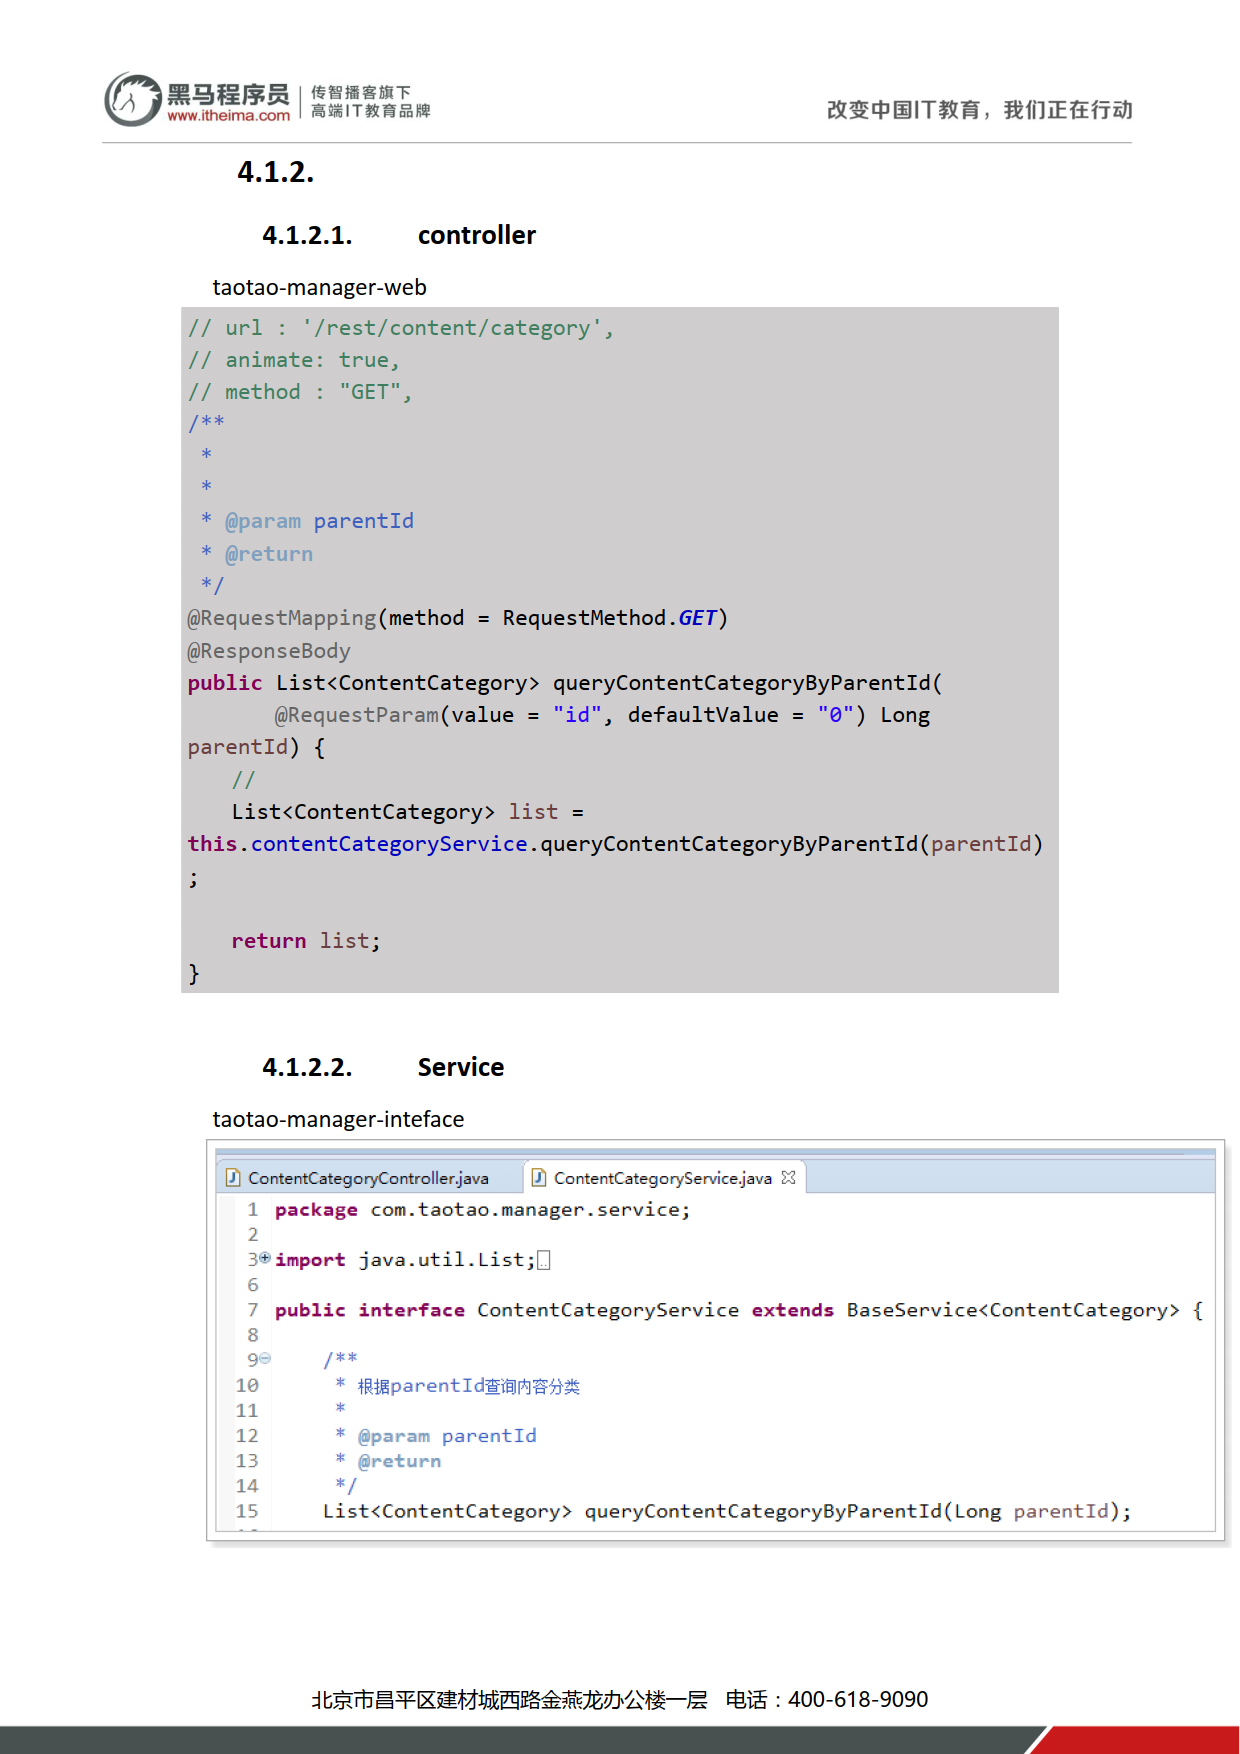 黑马程序员
www.itheima.com
传智播客旗下
高端IT教育品牌
改变中国IT教育，我们正在行动
4.1.2.
4.1.2.1. controller
taotao-manager-web
// url : '/rest/content/category',
// animate: true,
// method : "GET",
/**
*
*
* @param parentId
* @return
*/
@RequestMapping(method = RequestMethod.GET)
@ResponseBody
public List<ContentCategory> queryContentCategoryByParentId(
@RequestParam(value = "id", defaultValue = "0") Long
parentId) {
//
List<ContentCategory> list =
this.contentCategoryService.queryContentCategoryByParentId(parentId)
;
return list;
}
4.1.2.2. Service
taotao-manager-inteface
ContentCategoryController.java ContentCategoryService.java
1 package com.taotao.manager.service;
2
3 import java.util.List;
6
7 public interface ContentCategoryService extends BaseService<ContentCategory> {
8
9 /**
10 * 根据parentId查询内容分类
11 *
12 * @param parentId
13 * @return
14 */
15 List<ContentCategory> queryContentCategoryByParentId(Long parentId);
北京市昌平区建材城西路金燕龙办公楼一层 电话：400-618-9090